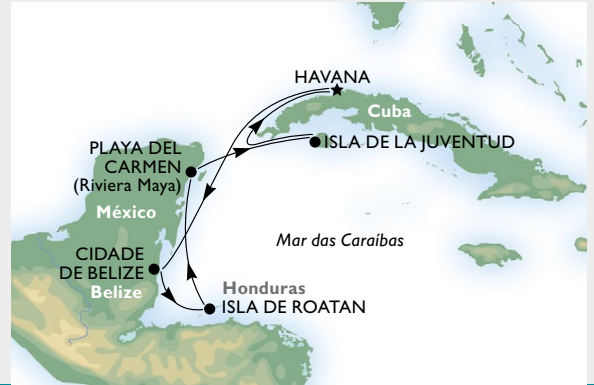 HAVANA
Cuba
ISLA DE LA JUVENTUD
PLAYA DEL
CARMEN
(Riviera Maya)
México
Mar das Caraíbas
CIDADE
DE BELIZE
Belize
Honduras
ISLA DE ROATAN